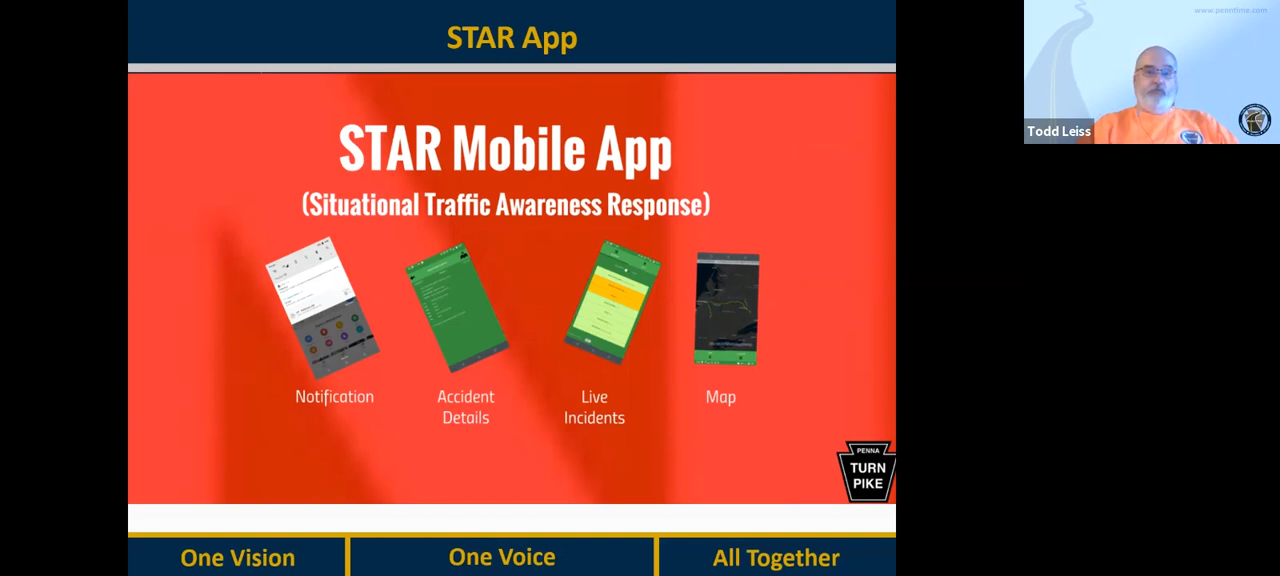 STAR App
www.penntime.com
Todd Leiss
STAR Mobile App
(Situational Traffic Awareness Response)
Notification
Accident
Details
Live
Incidents
Map
PENNA
TURN
PIKE
One Vision
One Voice
All Together